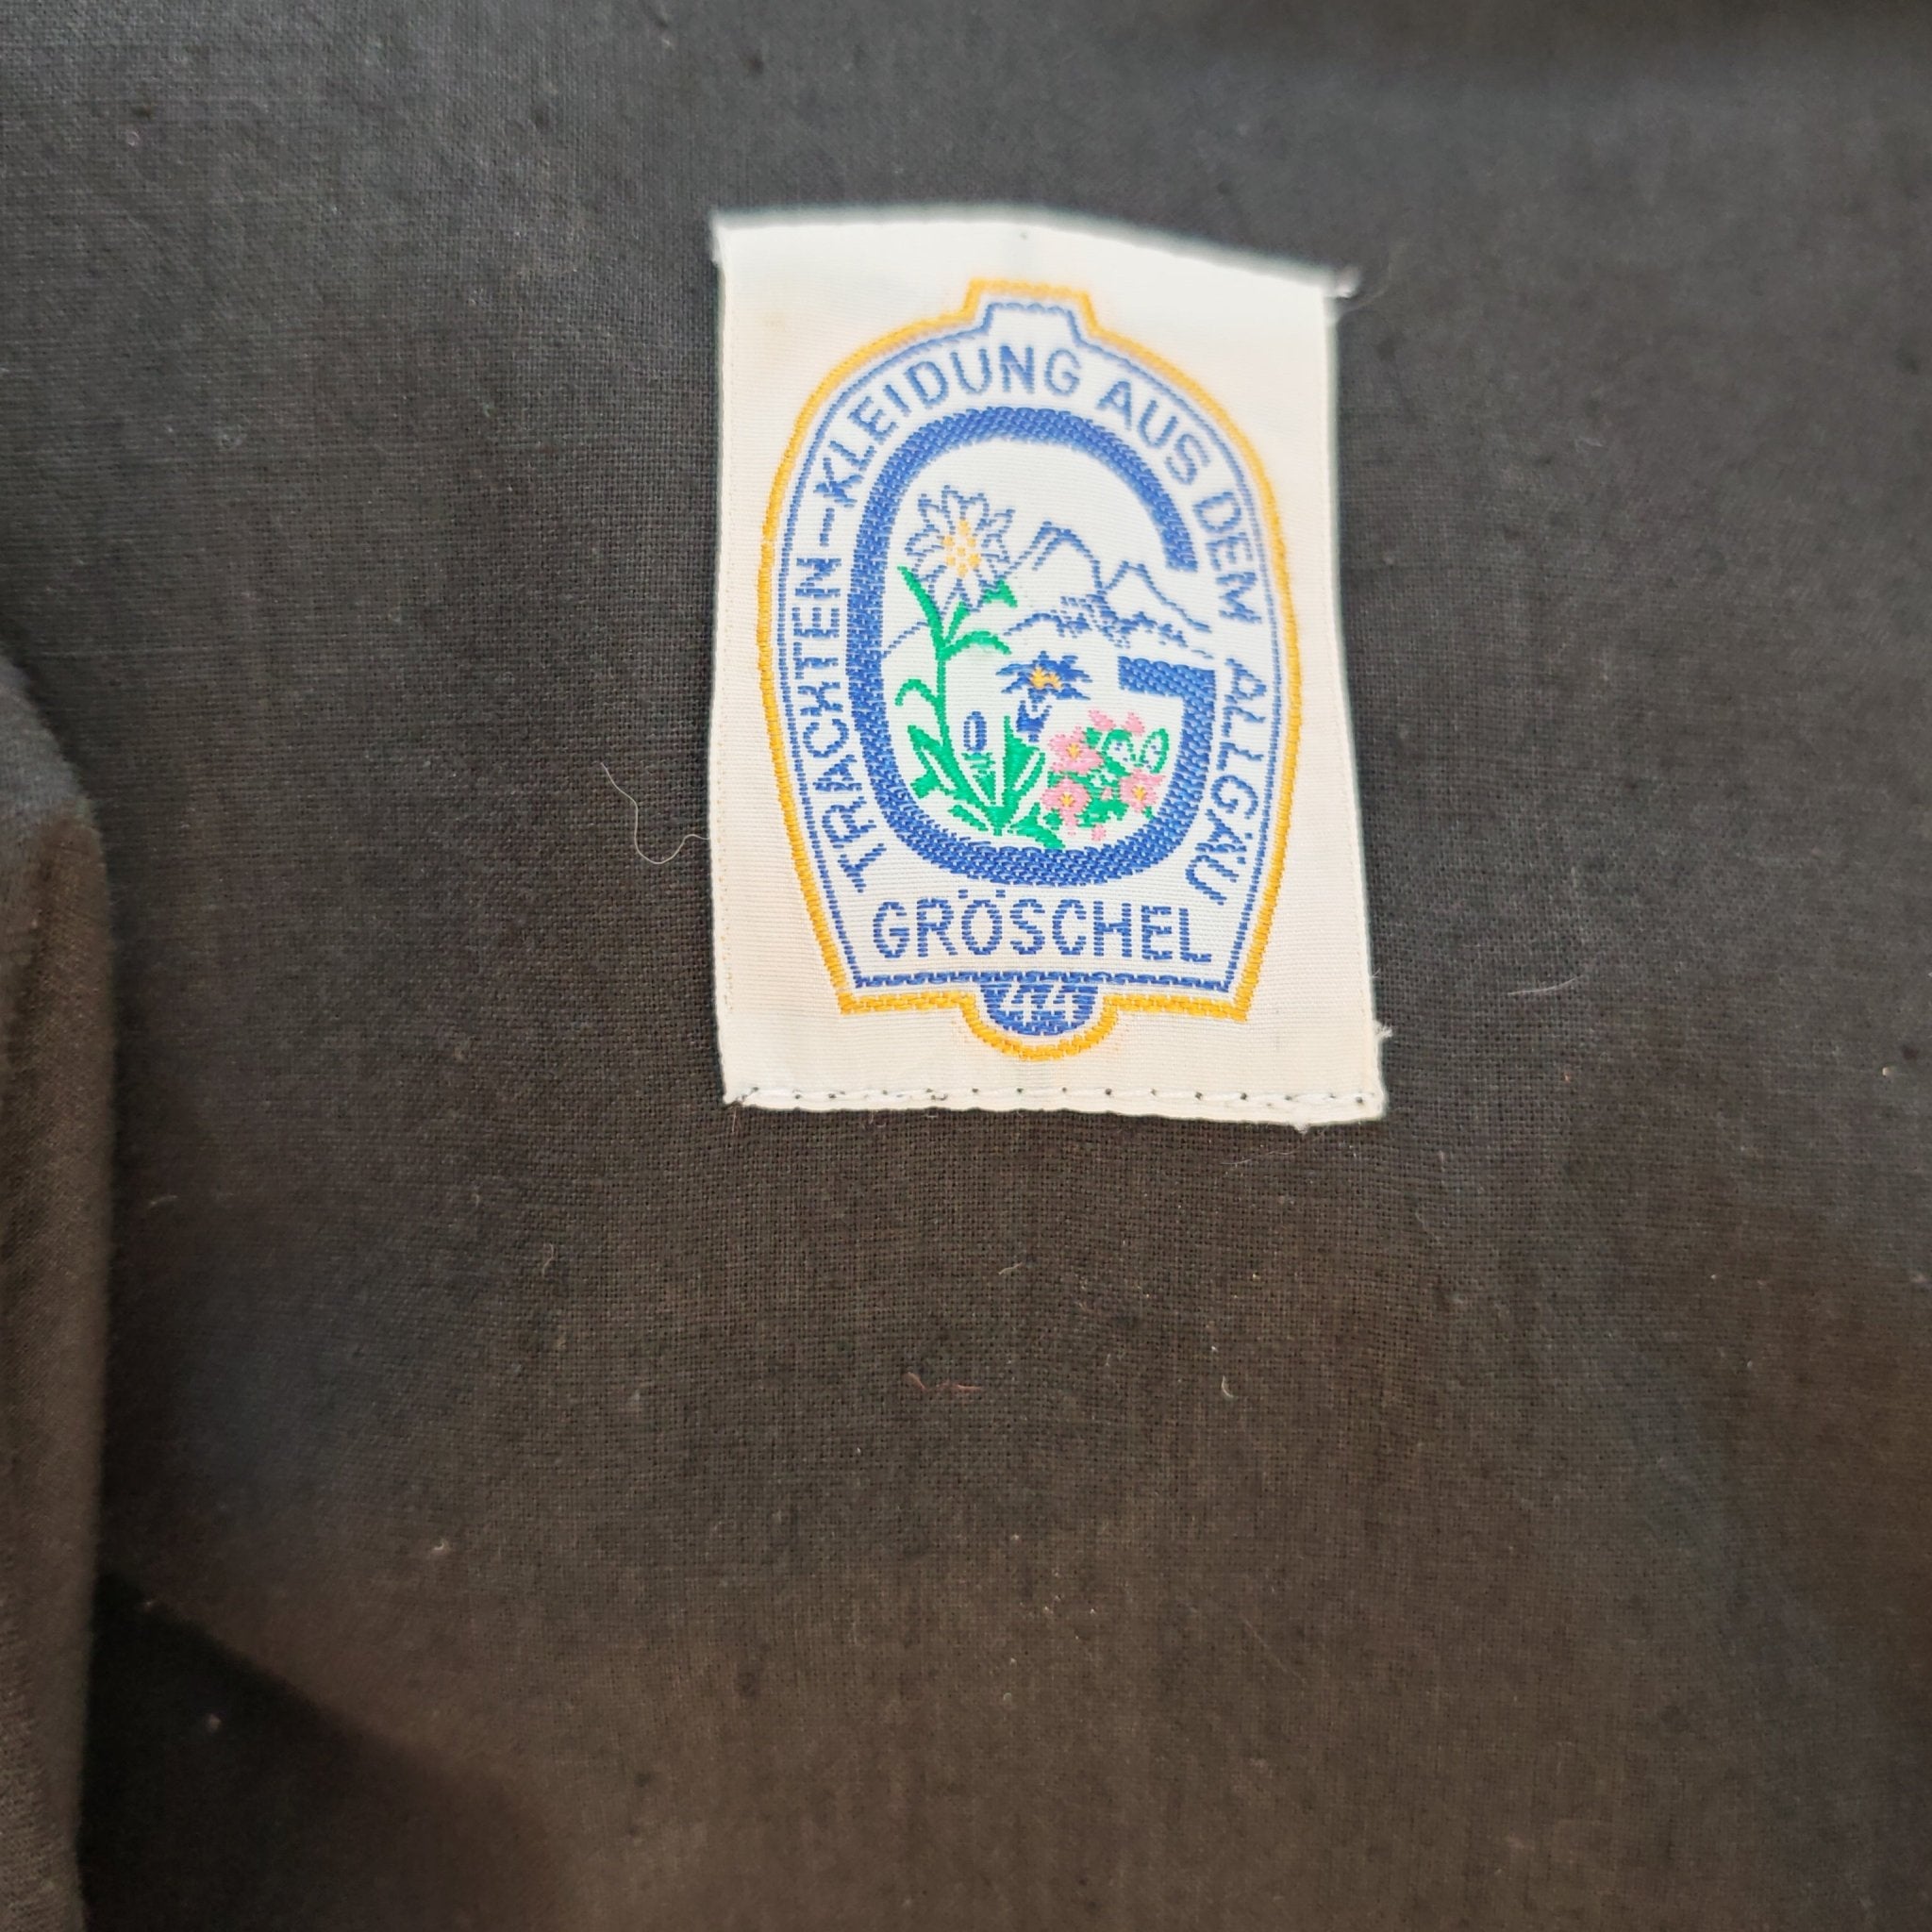 TRACHTEN-KLEIDUNG AUS DEM ALLGÄU
GRÖSCHEL
44